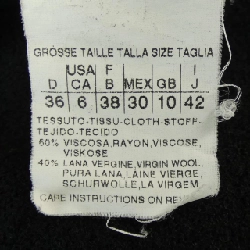 GRÖSSE TAILLE TALLA SIZE TAGLIA
USA F I
D CA B MEX GB J
36 6 38 30 10 42
TESSUTO-TISSU-CLOTH STOFF-
TEJIDO-TECIDO
60% VISCOSA,RAYON,VISCOSE,
VISKOSE
40% LANA VERGINE,VIRGIN WOOL,
PURA LANA,LAINE VIERGE,
SCHURWOLLE,LA VIRGEM
CARE INSTRUCTIONS ON REV